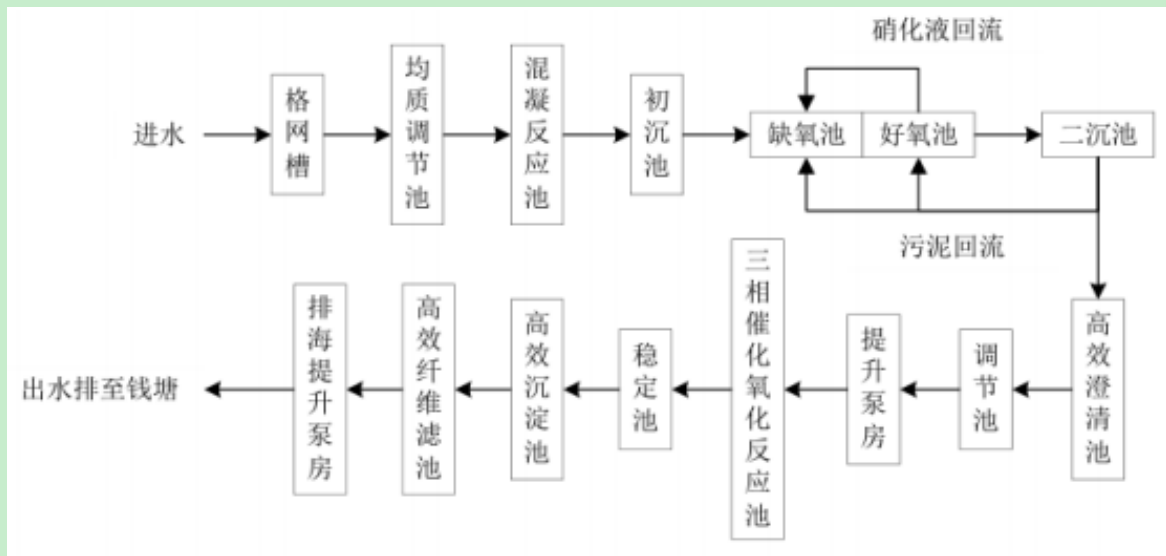 硝化液回流
进水
格网槽
均质调节池
混凝反应池
初沉池
缺氧池
好氧池
二沉池
污泥回流
出水排至钱塘
排海提升泵房
高效纤维滤池
高效沉淀池
稳定池
三相催化氧化反应池
提升泵房
调节池
高效澄清池